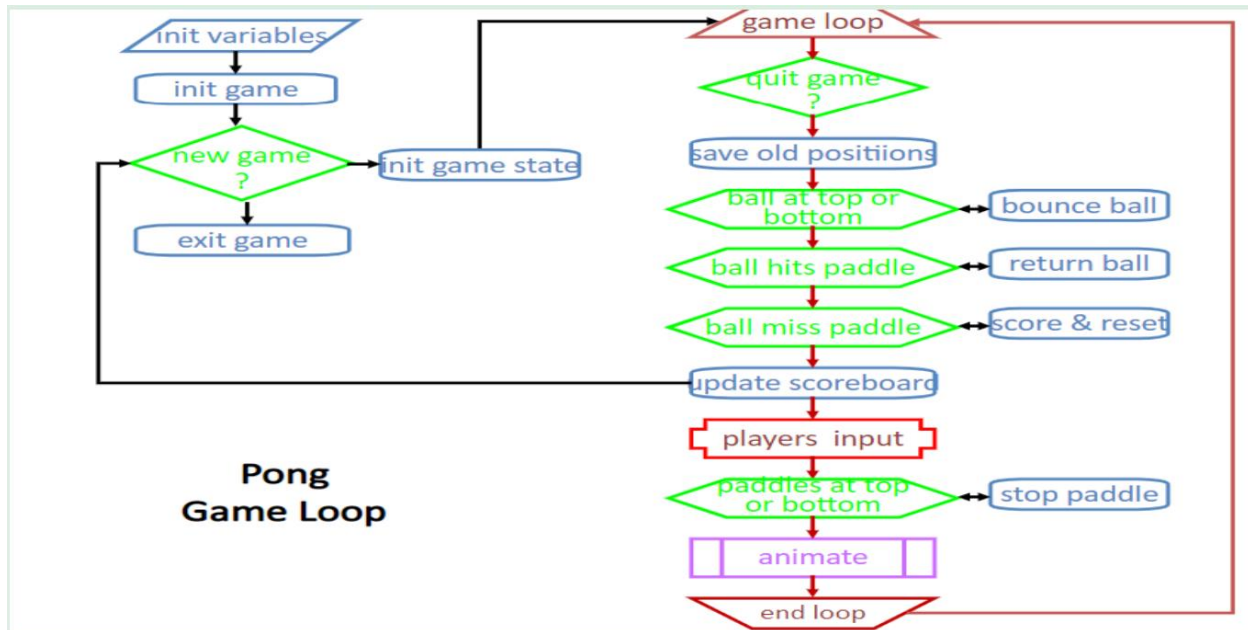 init variables
init game
new game
?
exit game
init game state
game loop
quit game
?
save old positiions
ball at top or
bottom
bounce ball
ball hits paddle
return ball
ball miss paddle
score & reset
update scoreboard
players input
paddles at top
or bottom
stop paddle
animate
end loop
Pong
Game Loop